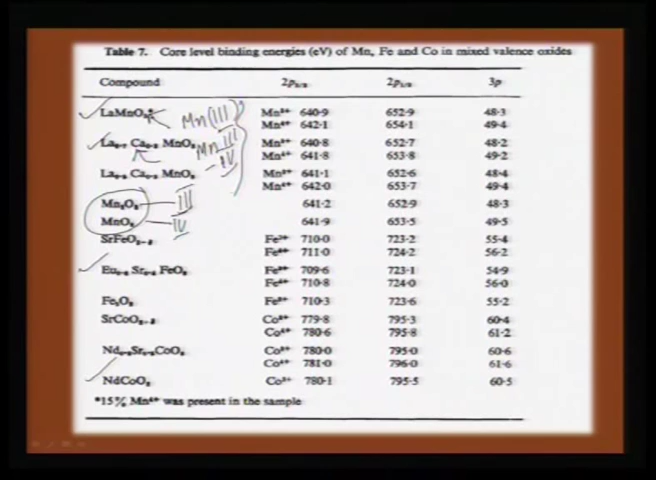 Table 7. Core level binding energies (eV) of Mn, Fe and Co in mixed valence oxides
Compound 2p₃/₂ 2p₁/₂ 3p
LaMnO₃* Mn³⁺ 640·9 652·9 48·3
Mn(III)
Mn⁴⁺ 642·1 654·1 49·4
Ca MnO₃ Mn³⁺ 640·8 652·7 48·2
Mn III
Mn⁴⁺ 641·8 653·8 49·2
- IV
Ca MnO₃ Mn³⁺ 641·1 652·6 48·4
Mn⁴⁺ 642·0 653·7 49·4
Mn₂O₃ III 641·2 652·9 48·3
MnO₂ IV 641·9 653·5 49·5
SrFeO Fe³⁺ 710·0 723·2 55·4
Fe⁴⁺ 711·0 724·2 56·2
FeO₃ Fe³⁺ 709·6 723·1 54·9
Fe⁴⁺ 710·8 724·0 56·0
Fe₂O₃ Fe³⁺ 710·3 723·6 55·2
SrCoO Co³⁺ 779·8 795·3 60·4
Co⁴⁺ 780·6 795·8 61·2
CoO₃ Co³⁺ 780·0 795·0 60·6
Co⁴⁺ 781·0 796·0 61·6
NdCoO₃ Co³⁺ 780·1 795·5 60·5
*15% Mn⁴⁺ was present in the sample